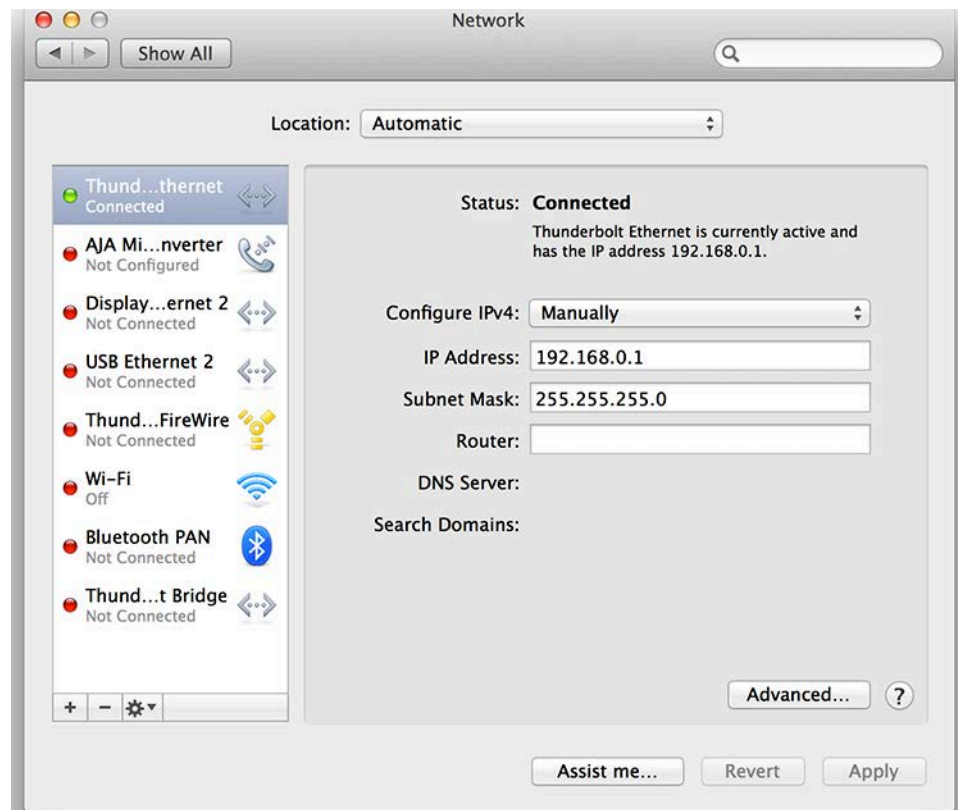 Network
Show All
Location: Automatic
Thund...thernet
Connected
AJA Mi...nverter
Not Configured
Display...ernet 2
Not Connected
USB Ethernet 2
Not Connected
Thund...FireWire
Not Connected
Wi-Fi
Off
Bluetooth PAN
Not Connected
Thund...t Bridge
Not Connected
+ −
Status: Connected
Thunderbolt Ethernet is currently active and
has the IP address 192.168.0.1.
Configure IPv4: Manually
IP Address: 192.168.0.1
Subnet Mask: 255.255.255.0
Router:
DNS Server:
Search Domains:
Advanced... ?
Assist me... Revert Apply